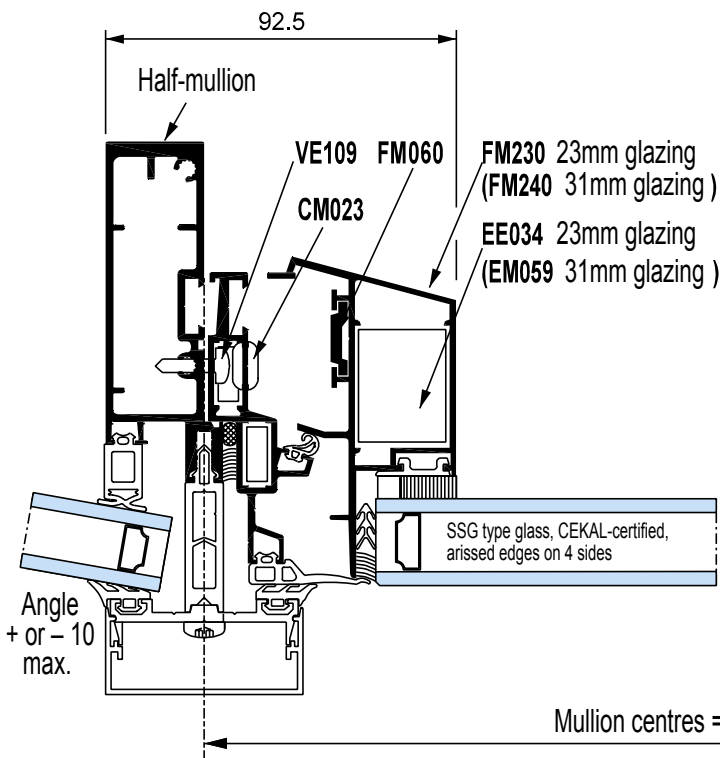 92.5
Half-mullion
VE109 FM060 FM230 23mm glazing
(FM240 31mm glazing )
CM023
EE034 23mm glazing
(EM059 31mm glazing )
SSG type glass, CEKAL-certified,
arissed edges on 4 sides
Angle
+ or – 10
max.
Mullion centres =